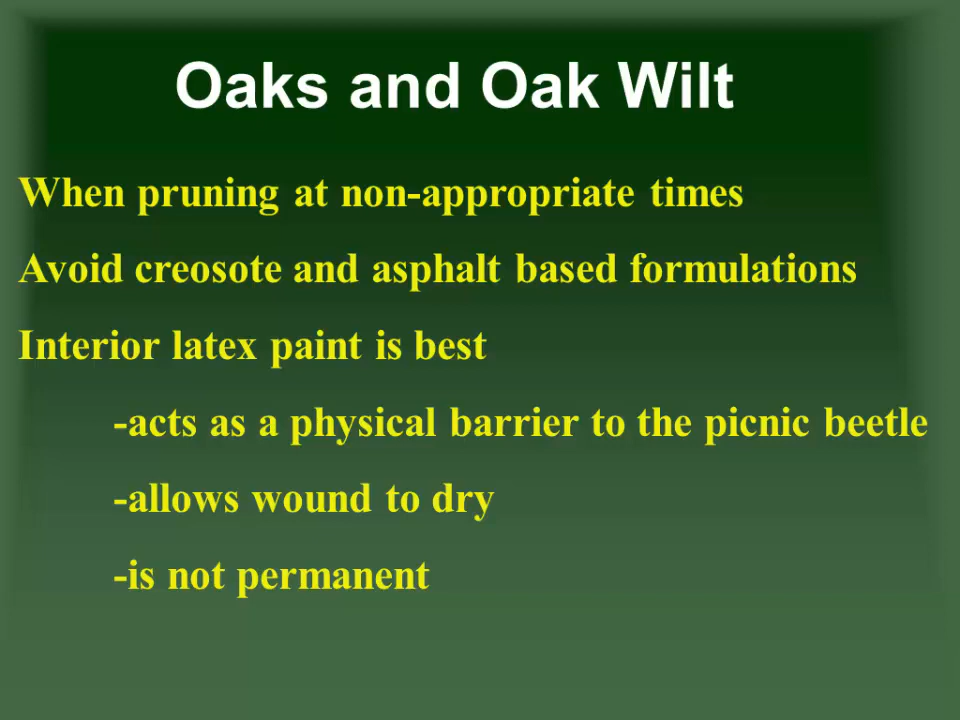 Oaks and Oak Wilt
When pruning at non-appropriate times
Avoid creosote and asphalt based formulations
Interior latex paint is best
-acts as a physical barrier to the picnic beetle
-allows wound to dry
-is not permanent